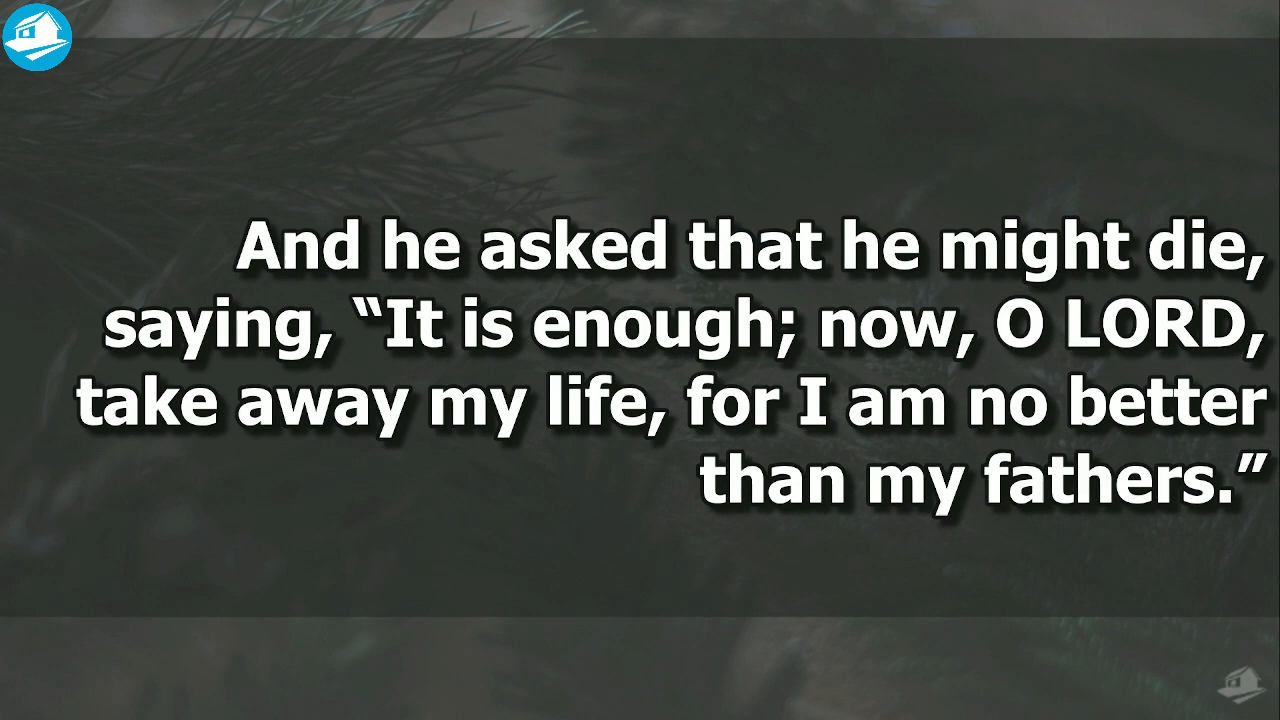 And he asked that he might die,
saying, “It is enough; now, O LORD,
take away my life, for I am no better
than my fathers.”